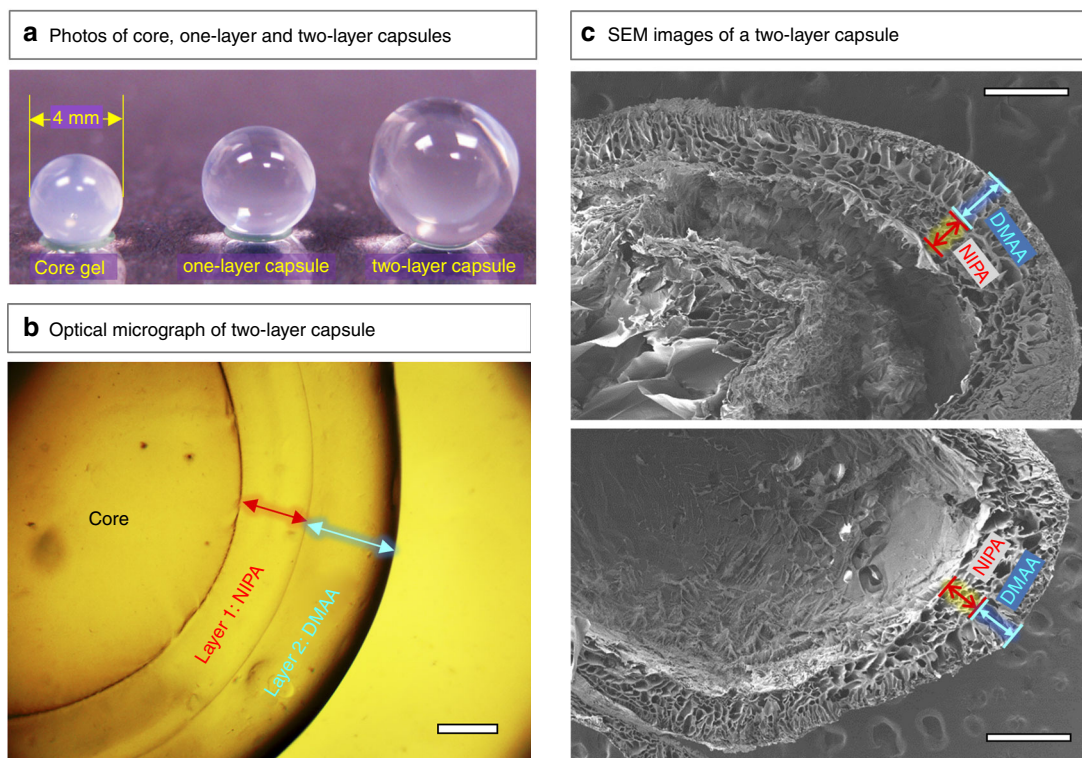 a Photos of core, one-layer and two-layer capsules
4 mm
Core gel
one-layer capsule
two-layer capsule
b Optical micrograph of two-layer capsule
Core
Layer 1: NIPA
Layer 2: DMAA
c SEM images of a two-layer capsule
DMAA
NIPA
NIPA
DMAA